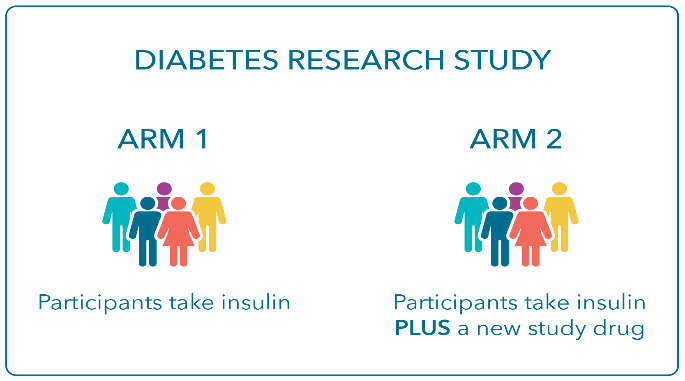 DIABETES RESEARCH STUDY
ARM 1
Participants take insulin
ARM 2
Participants take insulin
PLUS a new study drug